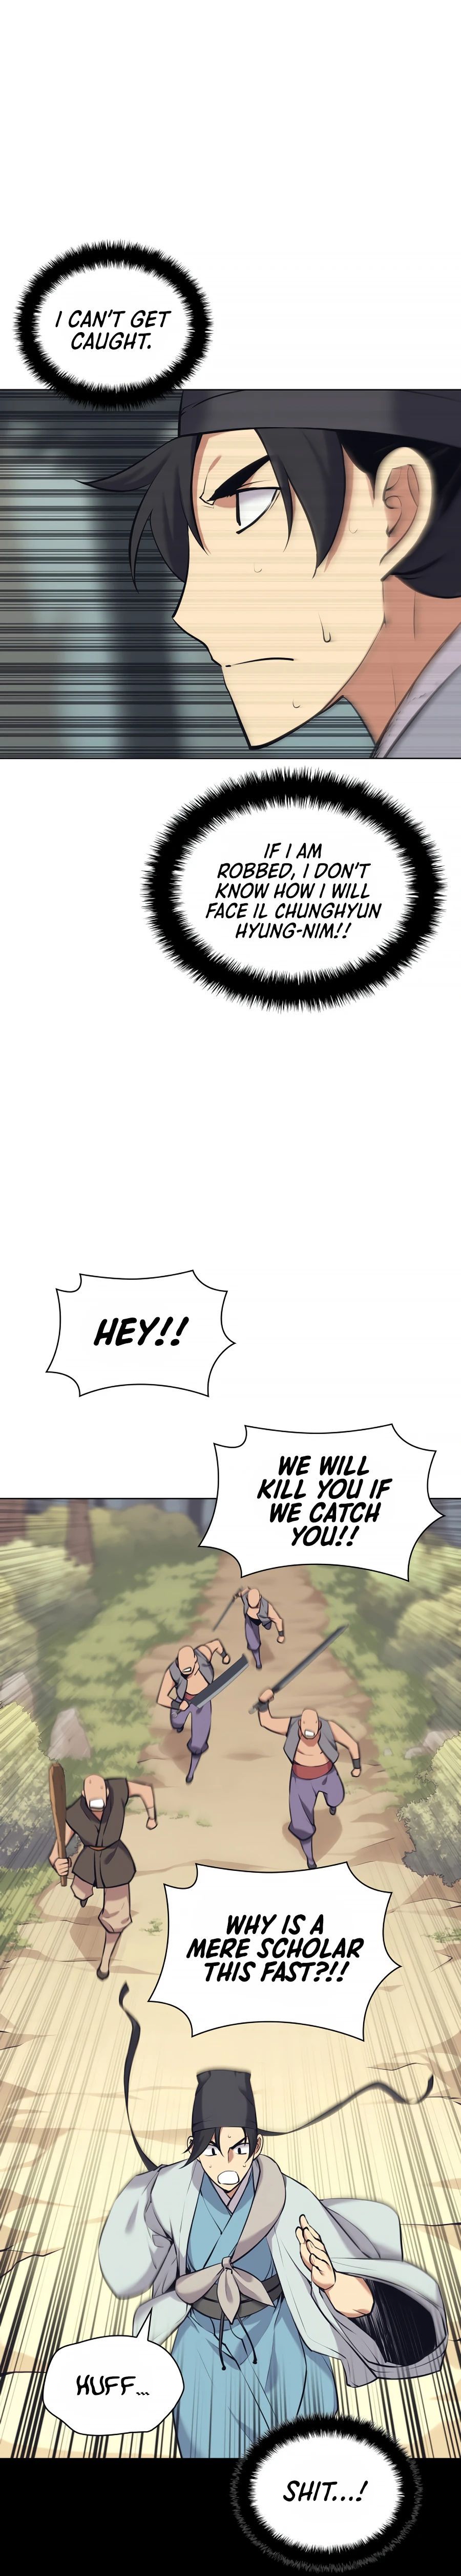 I CAN'T GET
CAUGHT.
IF I AM
ROBBED, I DON'T
KNOW HOW I WILL
FACE IL CHUNGHYUN
HYUNG-NIM!!
HEY!!
WE WILL
KILL YOU IF
WE CATCH
YOU!!
WHY IS A
MERE SCHOLAR
THIS FAST?!!
HUFF...
SHIT...!